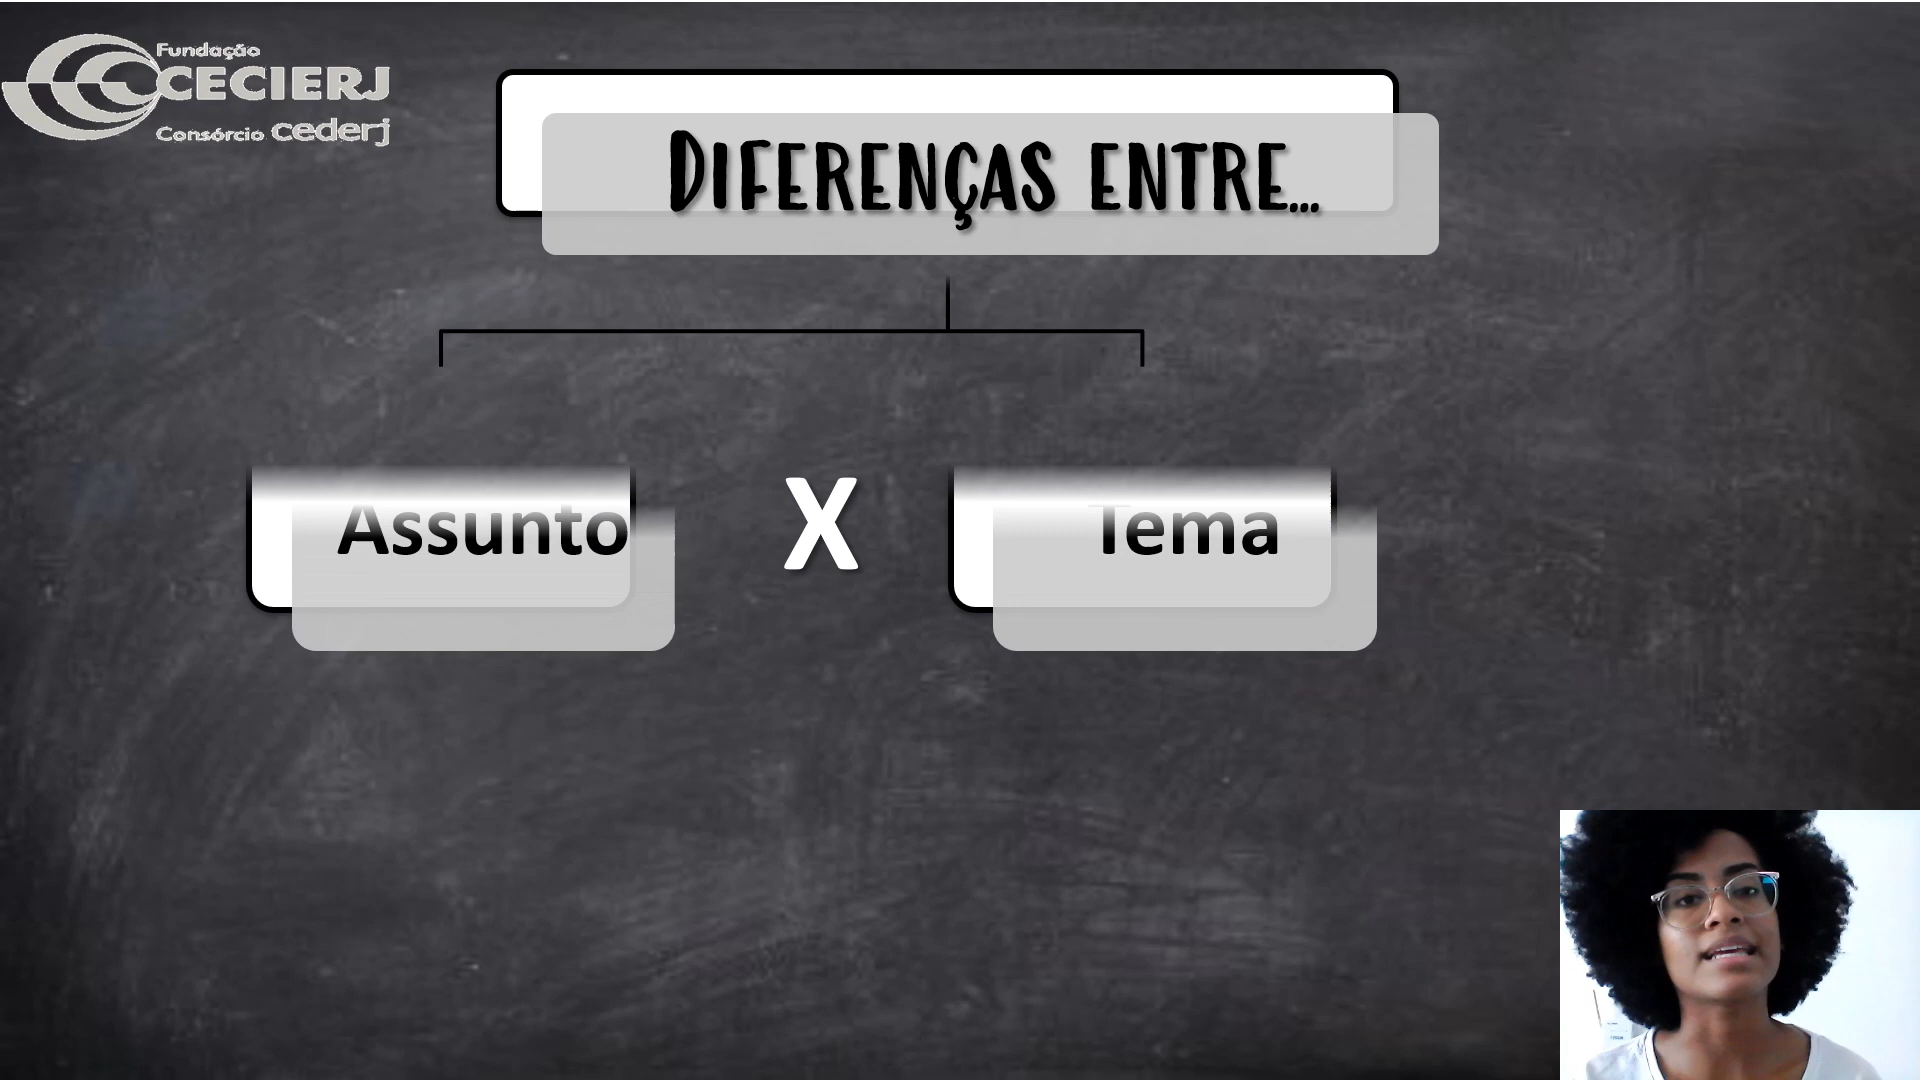 Fundação
CECIERJ
Consórcio cederj
Diferenças entre...
Assunto
X
Tema